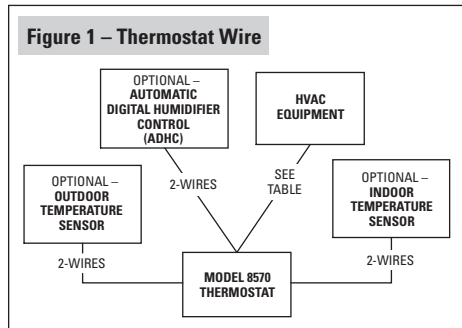 Figure 1 – Thermostat Wire
OPTIONAL –
AUTOMATIC
DIGITAL HUMIDIFIER
CONTROL
(ADHC)
HVAC
EQUIPMENT
OPTIONAL –
OUTDOOR
TEMPERATURE
SENSOR
2-WIRES
SEE
TABLE
OPTIONAL –
INDOOR
TEMPERATURE
SENSOR
2-WIRES
MODEL 8570
THERMOSTAT
2-WIRES